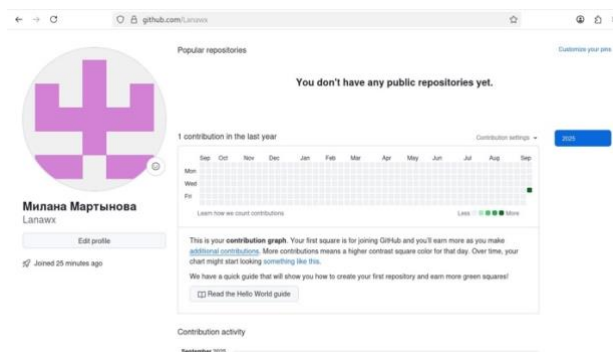 github.com/Lanawx
Popular repositories
Customize your pins
You don't have any public repositories yet.
1 contribution in the last year
Contribution settings
2025
Sep Oct Nov Dec Jan Feb Mar Apr May Jun Jul Aug Sep
Mon
Wed
Fri
Learn how we count contributions
Less
More
Милана Мартынова
Lanawx
Edit profile
Joined 25 minutes ago
This is your contribution graph. Your first square is for joining GitHub and you'll earn more as you make
additional contributions. More contributions means a higher contrast square color for that day. Over time, your
chart might start looking something like this.
We have a quick guide that will show you how to create your first repository and earn more green squares!
Read the Hello World guide
Contribution activity
September 2025